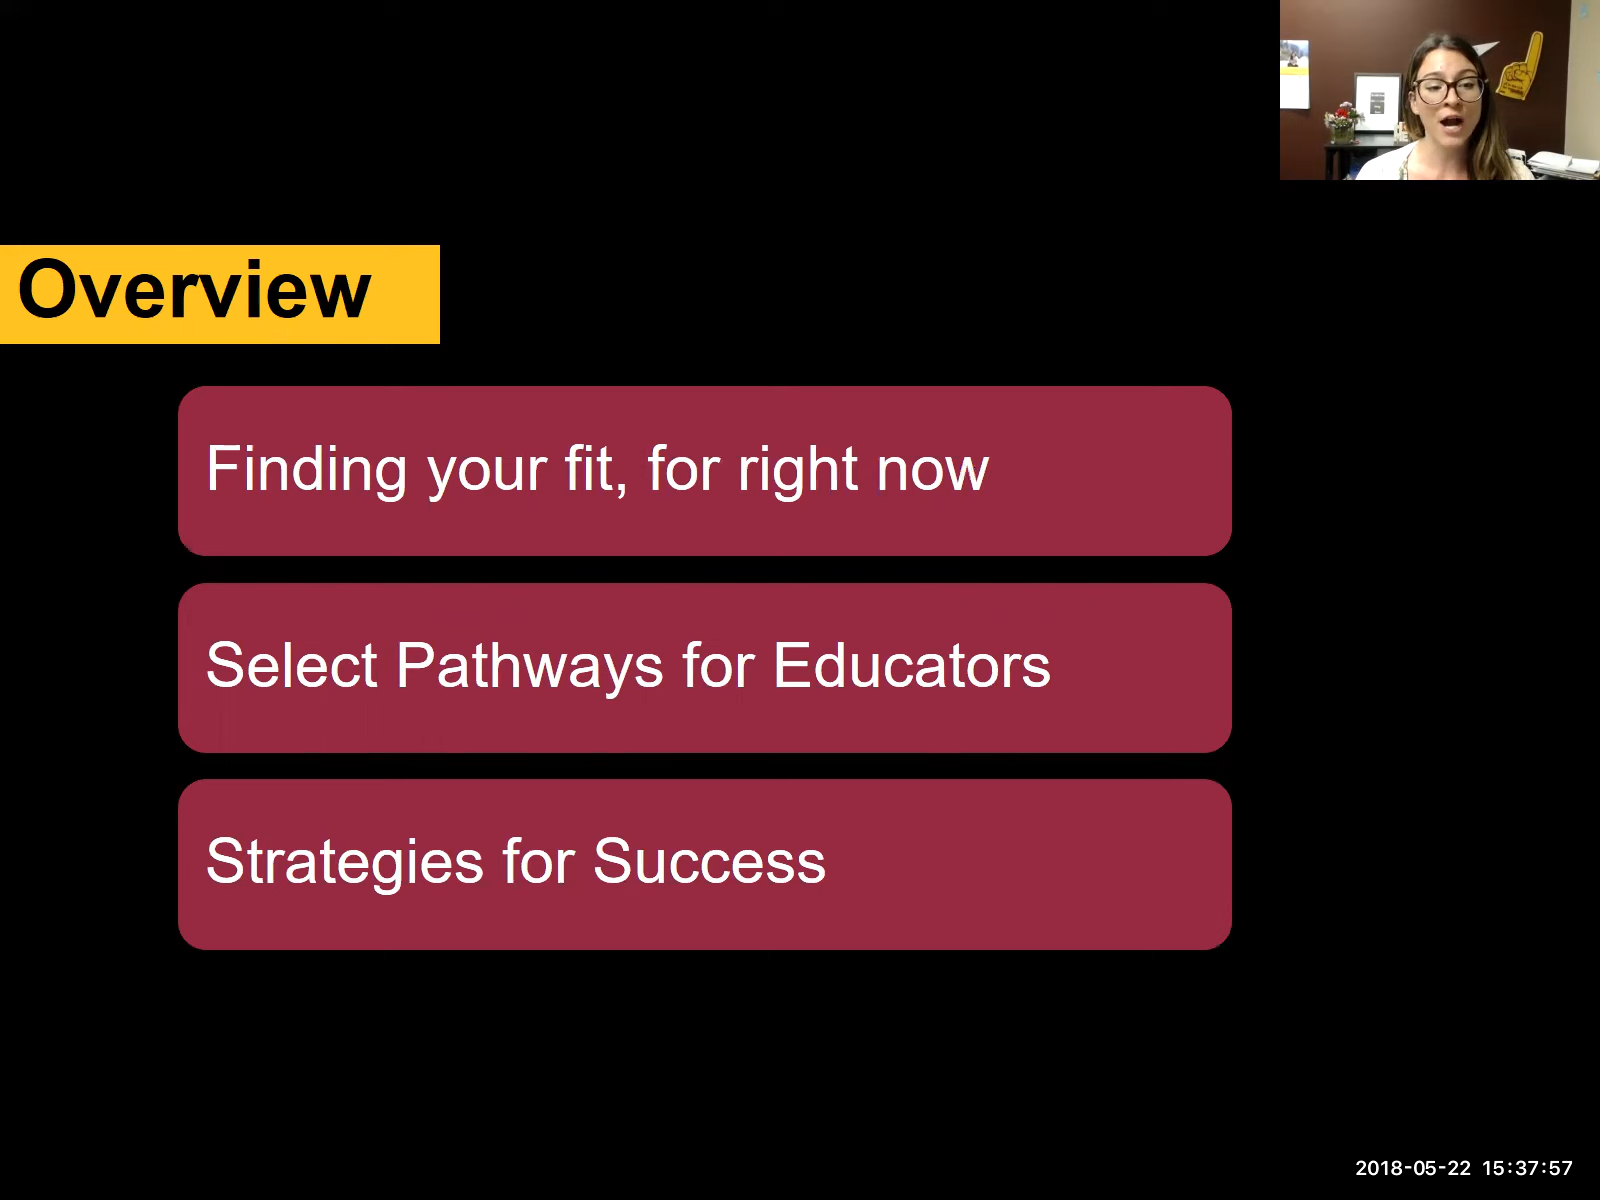 Overview
Finding your fit, for right now
Select Pathways for Educators
Strategies for Success
2018-05-22 15:37:57